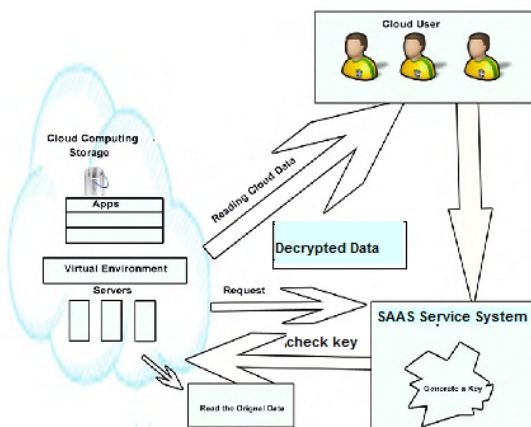 Cloud User
Cloud Computing
Storage
Apps
Virtual Environment
Servers
Reading Cloud Data
Decrypted Data
Request
SAAS Service System
check key
Generate a Key
Read the Orignal Data